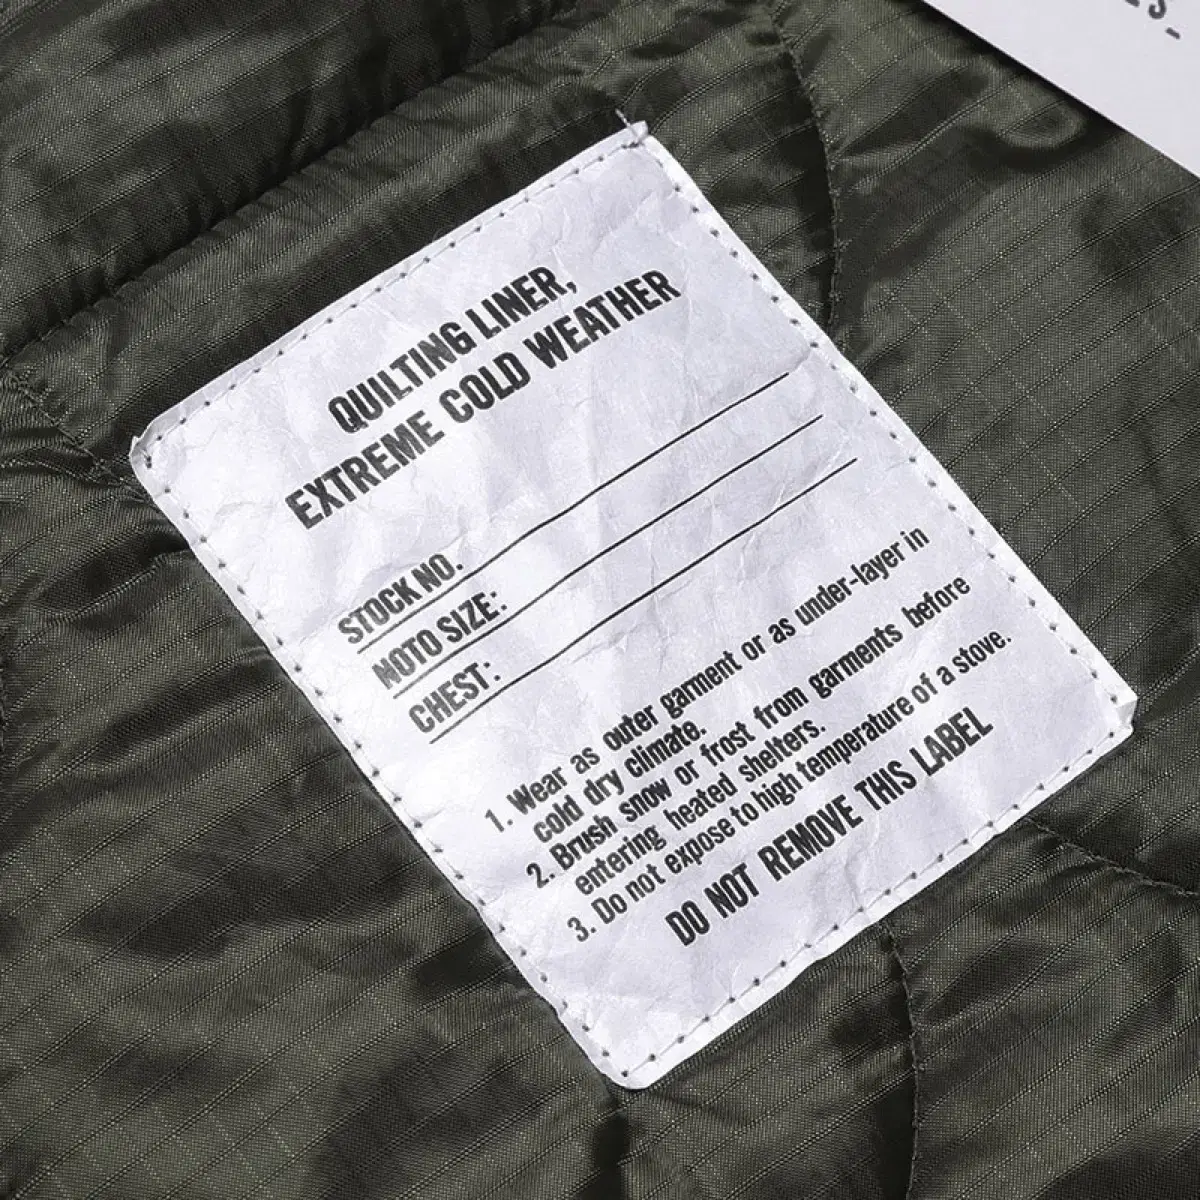 QUILTING LINER,
EXTREME COLD WEATHER
STOCK NO.
NOTO SIZE:
CHEST:
1. Wear as outer garment or as under-layer in
cold dry climate.
2. Brush snow or frost from garments before
entering heated shelters.
3. Do not expose to high temperature of a stove.
DO NOT REMOVE THIS LABEL